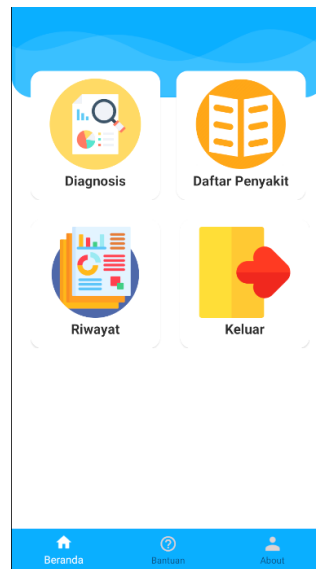 Diagnosis
Daftar Penyakit
Riwayat
Keluar
Beranda
Bantuan
About